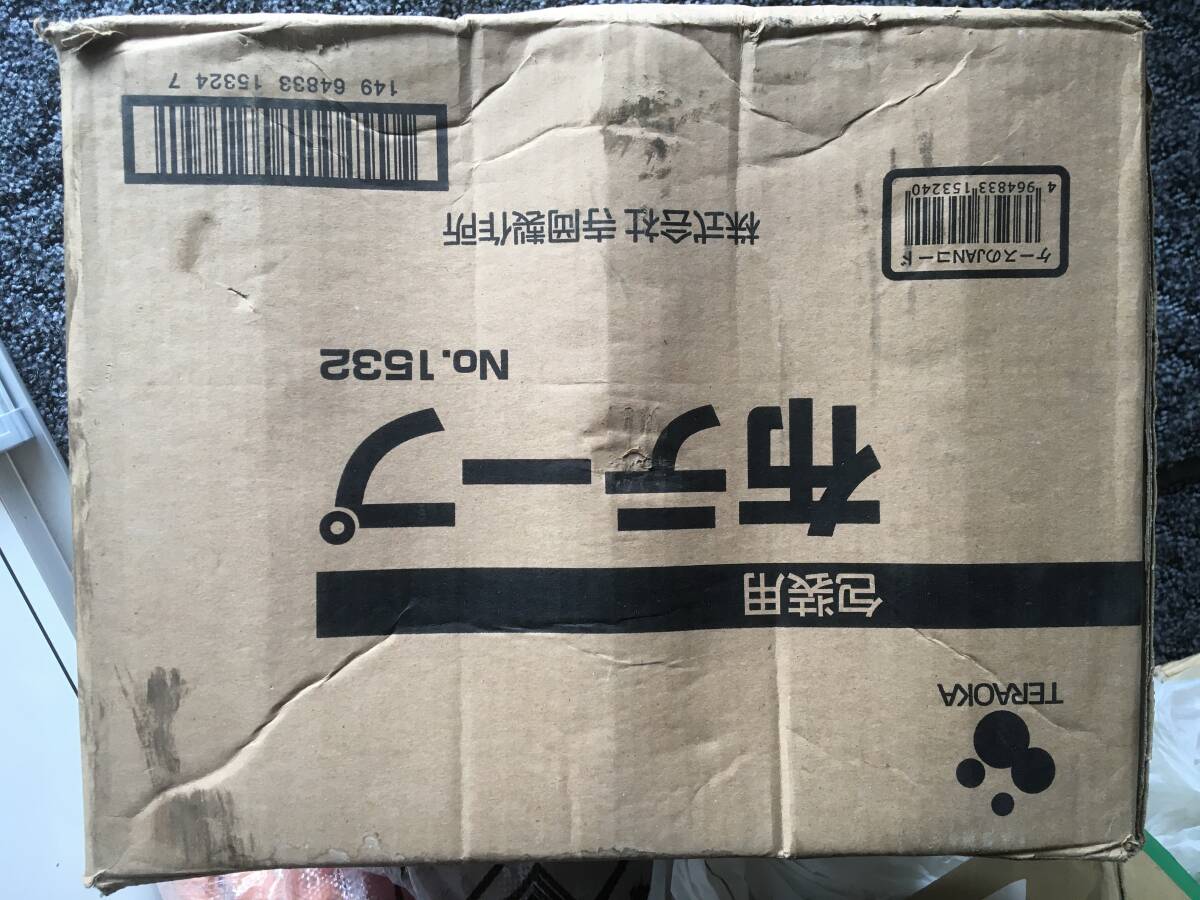 TERAOKA
包装用
布テープ
No. 1532
株式会社 寺岡製作所
ケースのJANコード
4 964833 153240
149 64833 15324 7